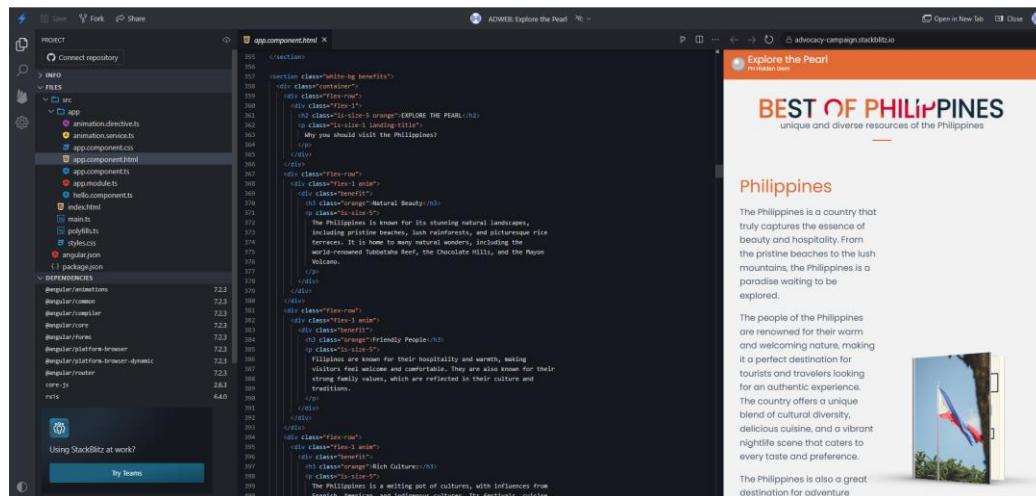 Save Fork Share
ADWEB: Explore the Pearl
Open in New Tab Close
PROJECT
Connect repository
INFO
FILES
src
app
animation.directive.ts
animation.service.ts
app.component.css
app.component.html
app.component.ts
app.module.ts
hello.component.ts
index.html
main.ts
polyfills.ts
styles.css
angular.json
package.json
DEPENDENCIES
@angular/animations 7.2.3
@angular/common 7.2.3
@angular/compiler 7.2.3
@angular/core 7.2.3
@angular/forms 7.2.3
@angular/platform-browser 7.2.3
@angular/platform-browser-dynamic 7.2.3
@angular/router 7.2.3
core-js 2.6.3
rxjs 6.4.0
Using StackBlitz at work?
Try Teams
app.component.html
355 </section>
356
357 <section class="white-bg benefits">
358 <div class="container">
359 <div class="flex-row">
360 <div class="flex-1">
361 <h2 class="is-size-5 orange">EXPLORE THE PEARL</h2>
362 <p class="is-size-1 landing-title">
363 Why you should visit the Philippines?
364 </p>
365 </div>
366 </div>
367 <div class="flex-row">
368 <div class="flex-1 anim">
369 <div class="benefit">
370 <h3 class="orange">Natural Beauty</h3>
371 <p class="is-size-5">
372 The Philippines is known for its stunning natural landscapes,
373 including pristine beaches, lush rainforests, and picturesque rice
374 terraces. It is home to many natural wonders, including the
375 world-renowned Tubbataha Reef, the Chocolate Hills, and the Mayon
376 Volcano.
377 </p>
378 </div>
379 </div>
380 </div>
381 <div class="flex-row">
382 <div class="flex-1 anim">
383 <div class="benefit">
384 <h3 class="orange">Friendly People</h3>
385 <p class="is-size-5">
386 Filipinos are known for their hospitality and warmth, making
387 visitors feel welcome and comfortable. They are also known for their
388 strong family values, which are reflected in their culture and
389 traditions.
390 </p>
391 </div>
392 </div>
393 </div>
394 <div class="flex-row">
395 <div class="flex-1 anim">
396 <div class="benefit">
397 <h3 class="orange">Rich Culture:</h3>
398 <p class="is-size-5">
399 The Philippines is a melting pot of cultures, with influences from
Spanish, American, and indigenous cultures. Its festivals, cuisine
advocacy-campaign.stackblitz.io
Explore the Pearl
PH Hidden Gem
BEST OF PHILIPPINES
unique and diverse resources of the Philippines
Philippines
The Philippines is a country that
truly captures the essence of
beauty and hospitality. From
the pristine beaches to the lush
mountains, the Philippines is a
paradise waiting to be
explored.
The people of the Philippines
are renowned for their warm
and welcoming nature, making
it a perfect destination for
tourists and travelers looking
for an authentic experience.
The country offers a unique
blend of cultural diversity,
delicious cuisine, and a vibrant
nightlife scene that caters to
every taste and preference.
The Philippines is also a great
destination for adventure